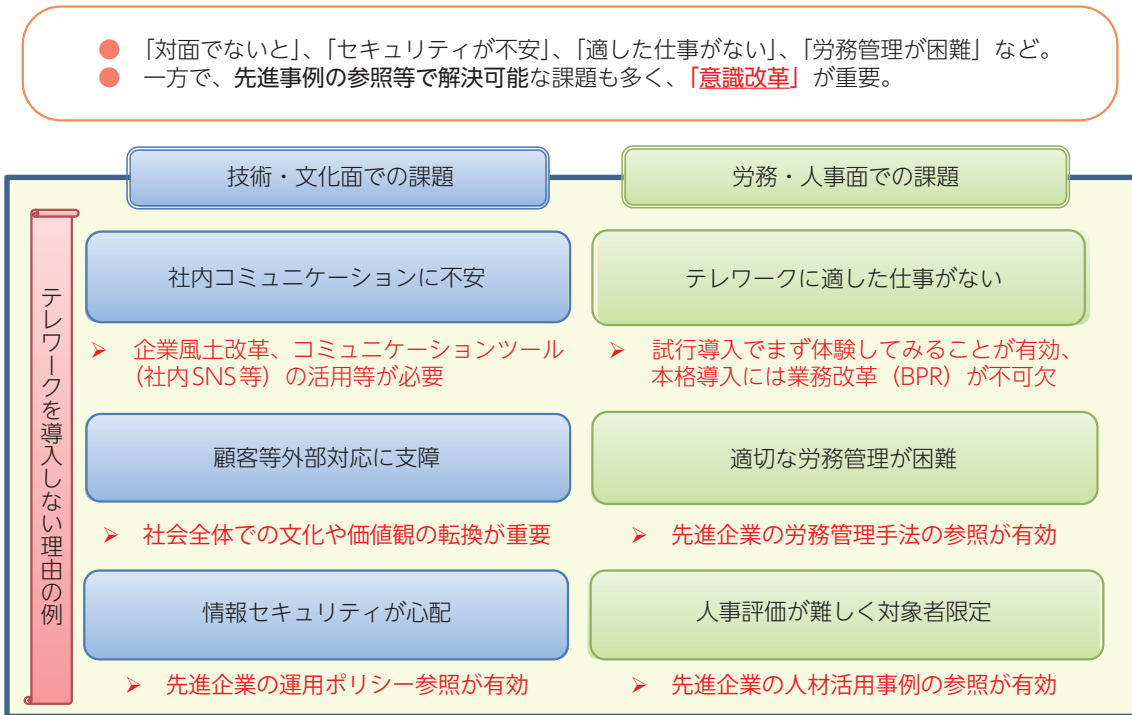 ● 「対面でないと」、「セキュリティが不安」、「適した仕事がない」、「労務管理が困難」など。
● 一方で、先進事例の参照等で解決可能な課題も多く、「意識改革」が重要。
テレワークを導入しない理由の例
技術・文化面での課題
社内コミュニケーションに不安
➢ 企業風土改革、コミュニケーションツール
（社内SNS等）の活用等が必要
顧客等外部対応に支障
➢ 社会全体での文化や価値観の転換が重要
情報セキュリティが心配
➢ 先進企業の運用ポリシー参照が有効
労務・人事面での課題
テレワークに適した仕事がない
➢ 試行導入でまず体験してみることが有効、
本格導入には業務改革（BPR）が不可欠
適切な労務管理が困難
➢ 先進企業の労務管理手法の参照が有効
人事評価が難しく対象者限定
➢ 先進企業の人材活用事例の参照が有効